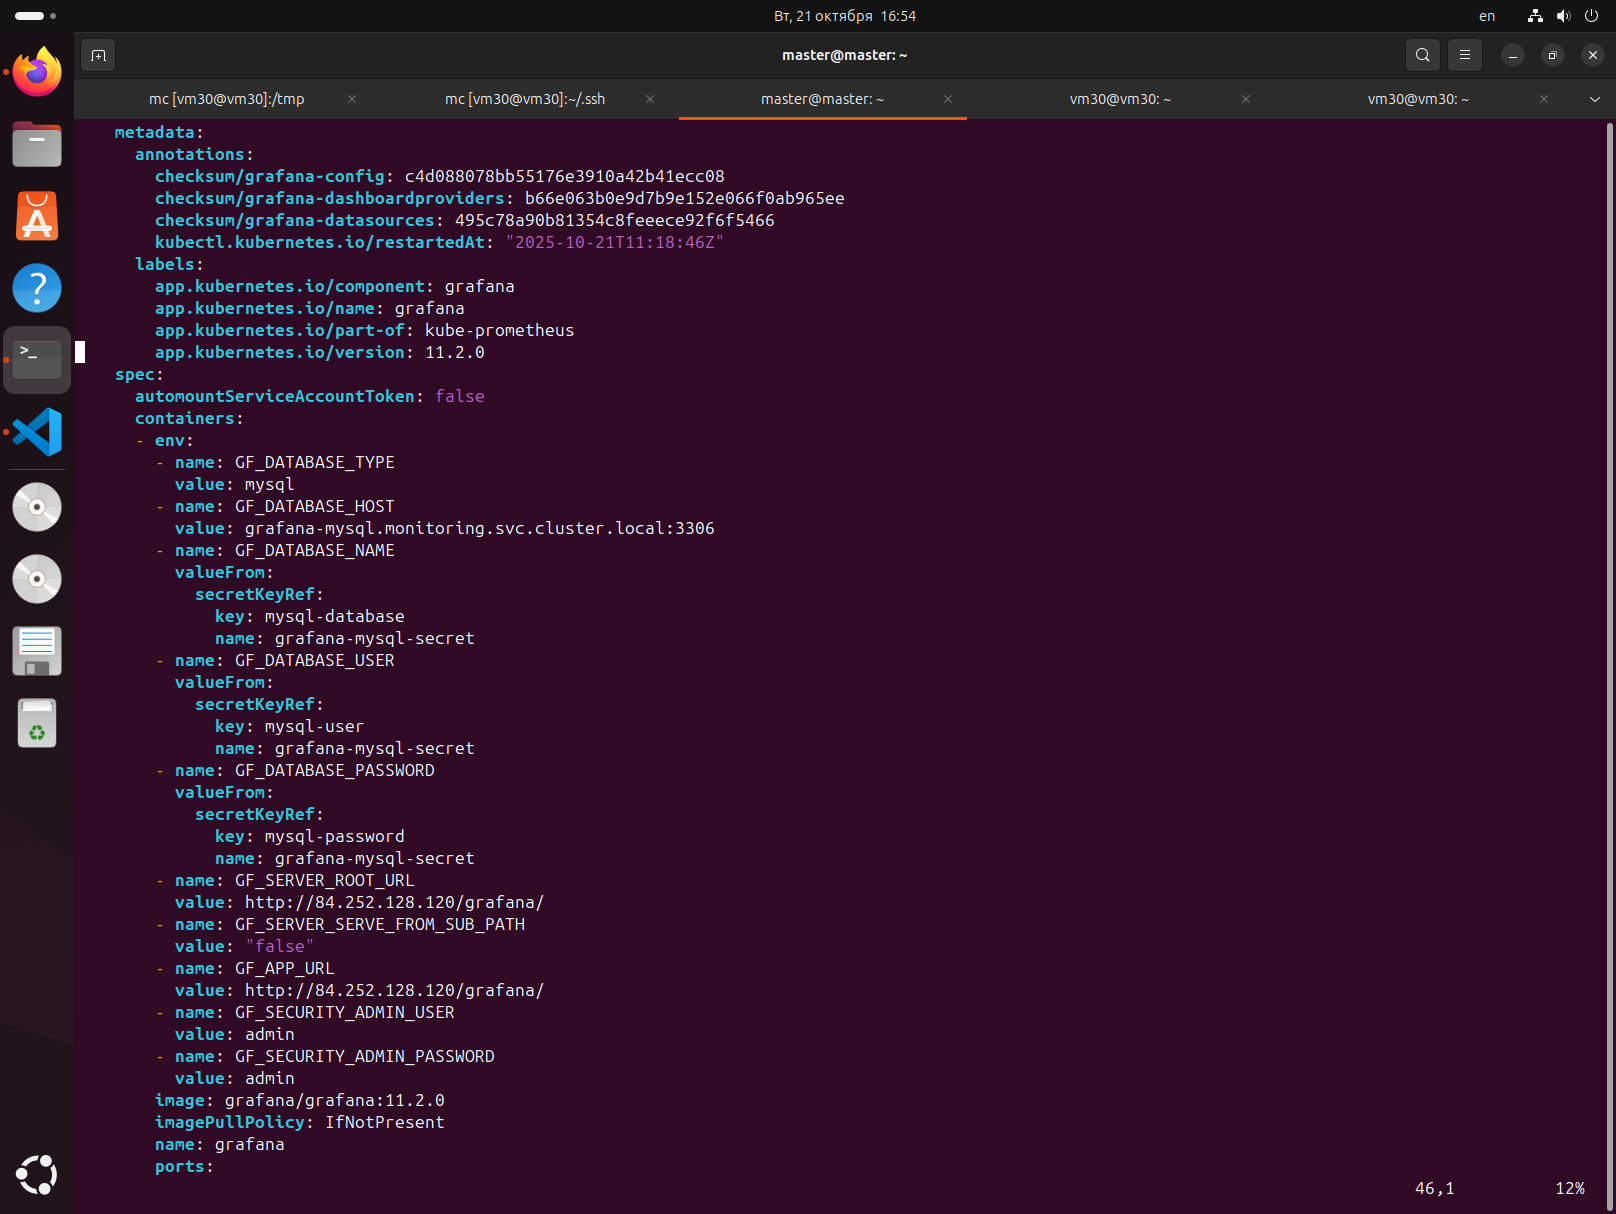 Вт, 21 октября 16:54
en
master@master: ~
mc [vm30@vm30]:/tmp
mc [vm30@vm30]:~/.ssh
master@master: ~
vm30@vm30: ~
vm30@vm30: ~
metadata:
annotations:
checksum/grafana-config: c4d088078bb55176e3910a42b41ecc08
checksum/grafana-dashboardproviders: b66e063b0e9d7b9e152e066f0ab965ee
checksum/grafana-datasources: 495c78a90b81354c8feeece92f6f5466
kubectl.kubernetes.io/restartedAt: "2025-10-21T11:18:46Z"
labels:
app.kubernetes.io/component: grafana
app.kubernetes.io/name: grafana
app.kubernetes.io/part-of: kube-prometheus
app.kubernetes.io/version: 11.2.0
spec:
automountServiceAccountToken: false
containers:
- env:
- name: GF_DATABASE_TYPE
value: mysql
- name: GF_DATABASE_HOST
value: grafana-mysql.monitoring.svc.cluster.local:3306
- name: GF_DATABASE_NAME
valueFrom:
secretKeyRef:
key: mysql-database
name: grafana-mysql-secret
- name: GF_DATABASE_USER
valueFrom:
secretKeyRef:
key: mysql-user
name: grafana-mysql-secret
- name: GF_DATABASE_PASSWORD
valueFrom:
secretKeyRef:
key: mysql-password
name: grafana-mysql-secret
- name: GF_SERVER_ROOT_URL
value: http://84.252.128.120/grafana/
- name: GF_SERVER_SERVE_FROM_SUB_PATH
value: "false"
- name: GF_APP_URL
value: http://84.252.128.120/grafana/
- name: GF_SECURITY_ADMIN_USER
value: admin
- name: GF_SECURITY_ADMIN_PASSWORD
value: admin
image: grafana/grafana:11.2.0
imagePullPolicy: IfNotPresent
name: grafana
ports:
46,1 12%